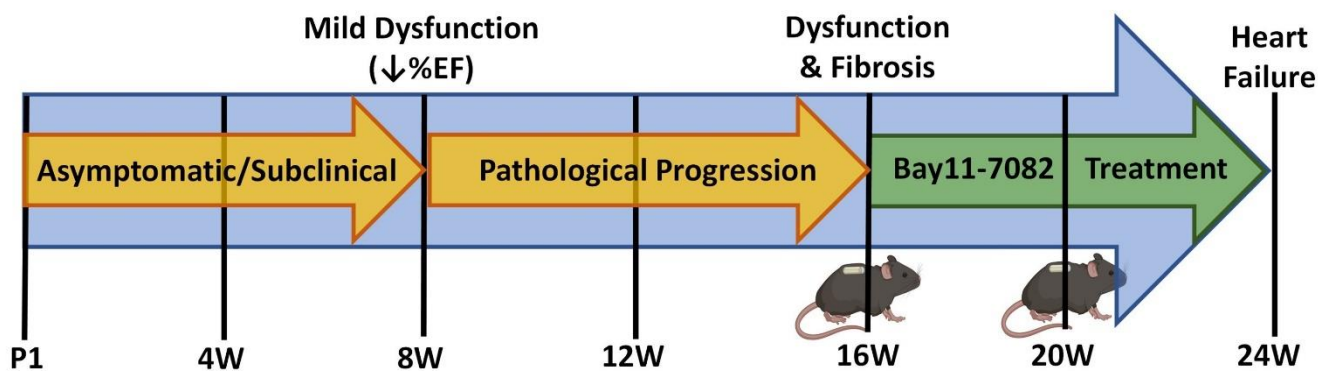 Mild Dysfunction
(↓%EF)
Dysfunction
& Fibrosis
Heart
Failure
Asymptomatic/Subclinical
Pathological Progression
Bay11-7082
Treatment
P1
4W
8W
12W
16W
20W
24W